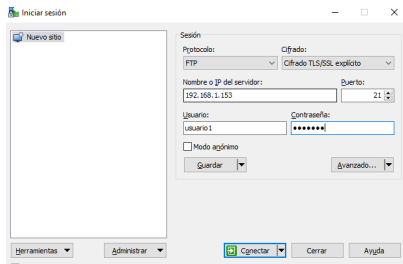 Iniciar sesión
Nuevo sitio
Sesión
Protocolo: Cifrado:
FTP Cifrado TLS/SSL explícito
Nombre o IP del servidor: Puerto:
192.168.1.153 21
Usuario: Contraseña:
usuario1 ●●●●●●●
Modo anónimo
Guardar Avanzado...
Herramientas Administrar Conectar Cerrar Ayuda